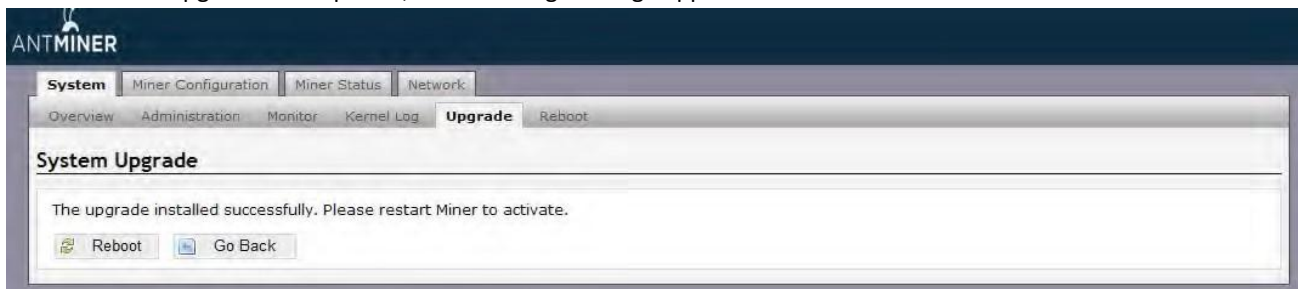 ANTMINER
System Miner Configuration Miner Status Network
Overview Administration Monitor Kernel Log Upgrade Reboot
System Upgrade
The upgrade installed successfully. Please restart Miner to activate.
Reboot Go Back